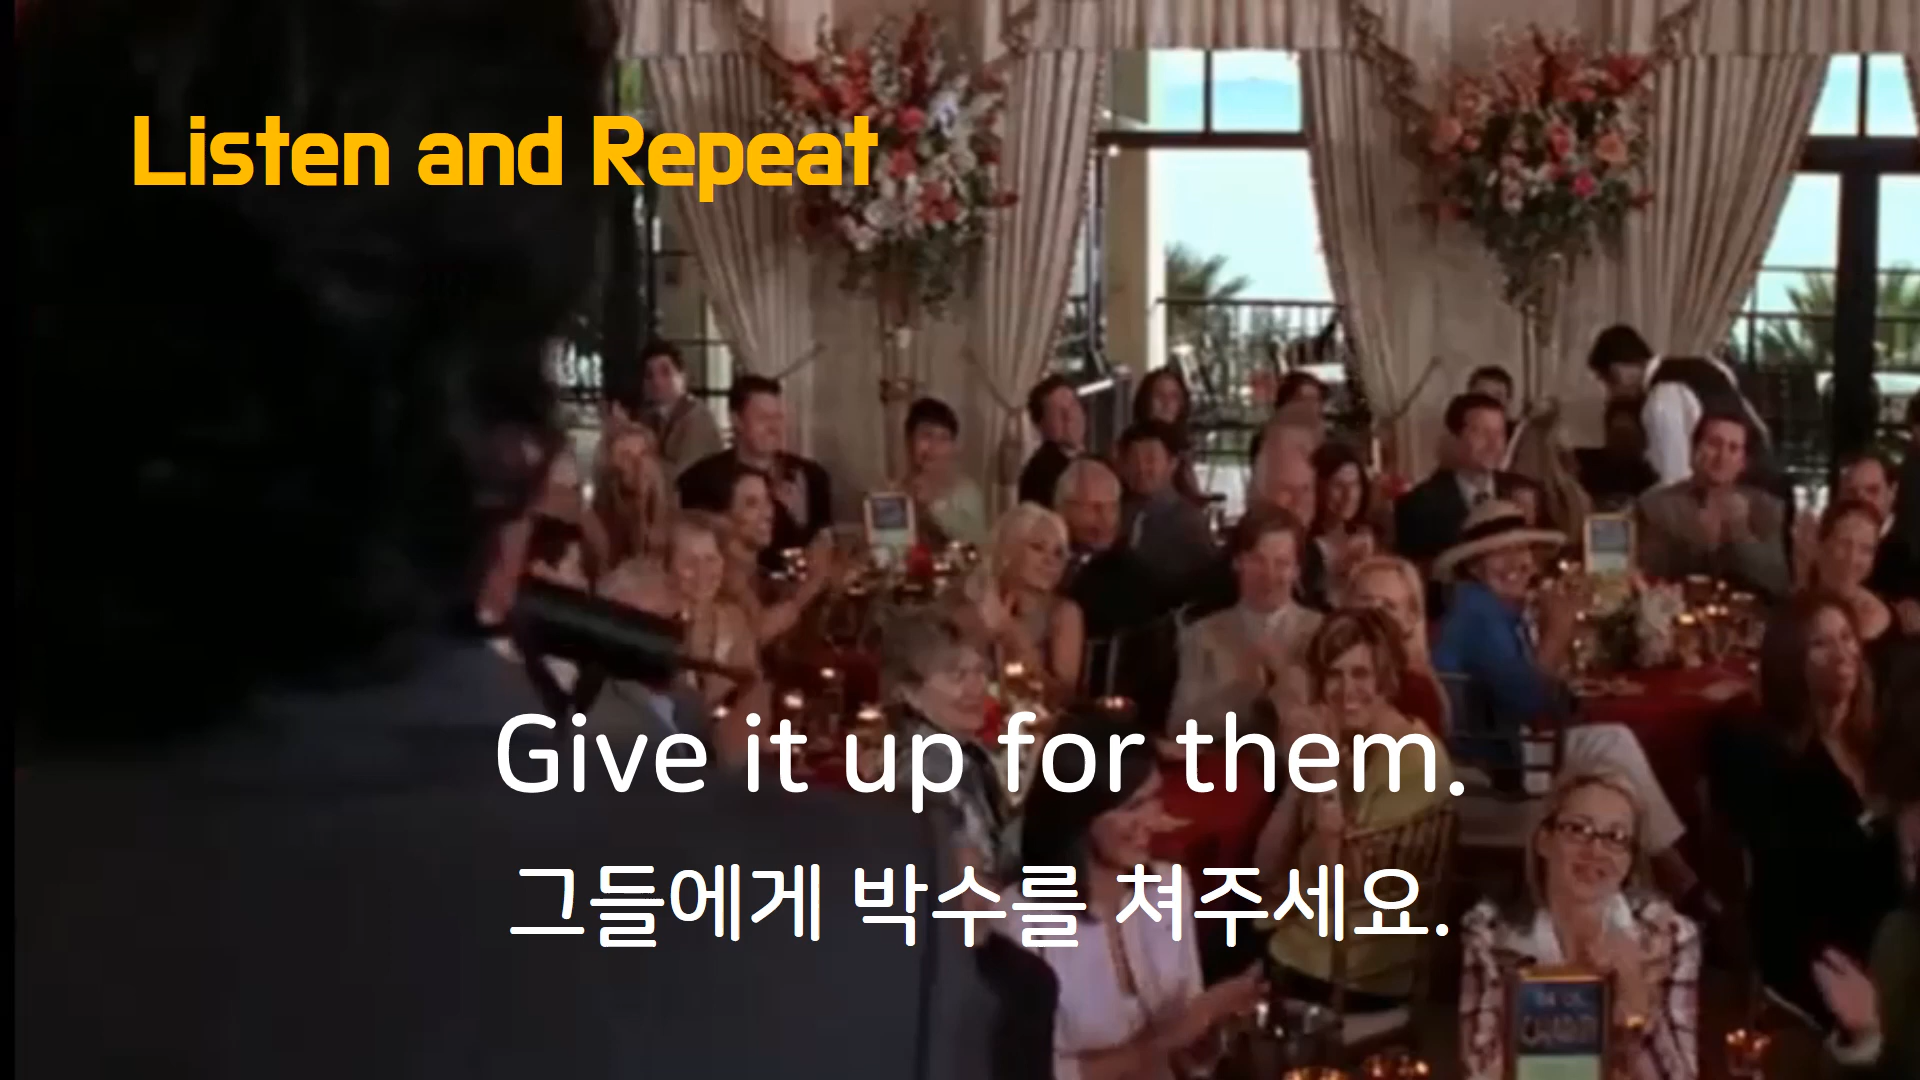 Listen and Repeat
Give it up for them.
그들에게 박수를 쳐주세요.
CHARITY